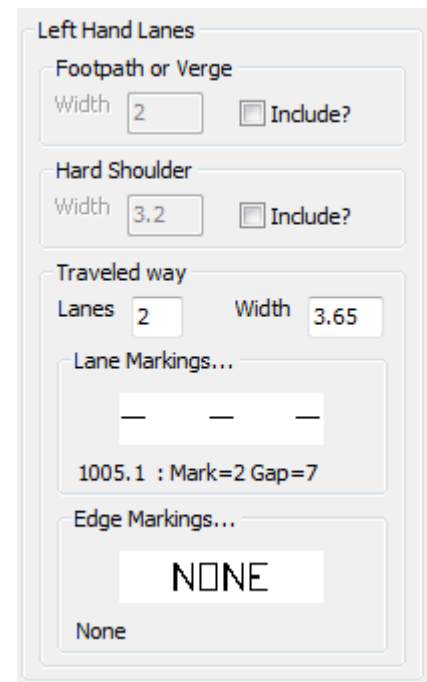 Left Hand Lanes
Footpath or Verge
Width 2 Include?
Hard Shoulder
Width 3.2 Include?
Traveled way
Lanes 2 Width 3.65
Lane Markings...
1005.1 : Mark=2 Gap=7
Edge Markings...
NONE
None